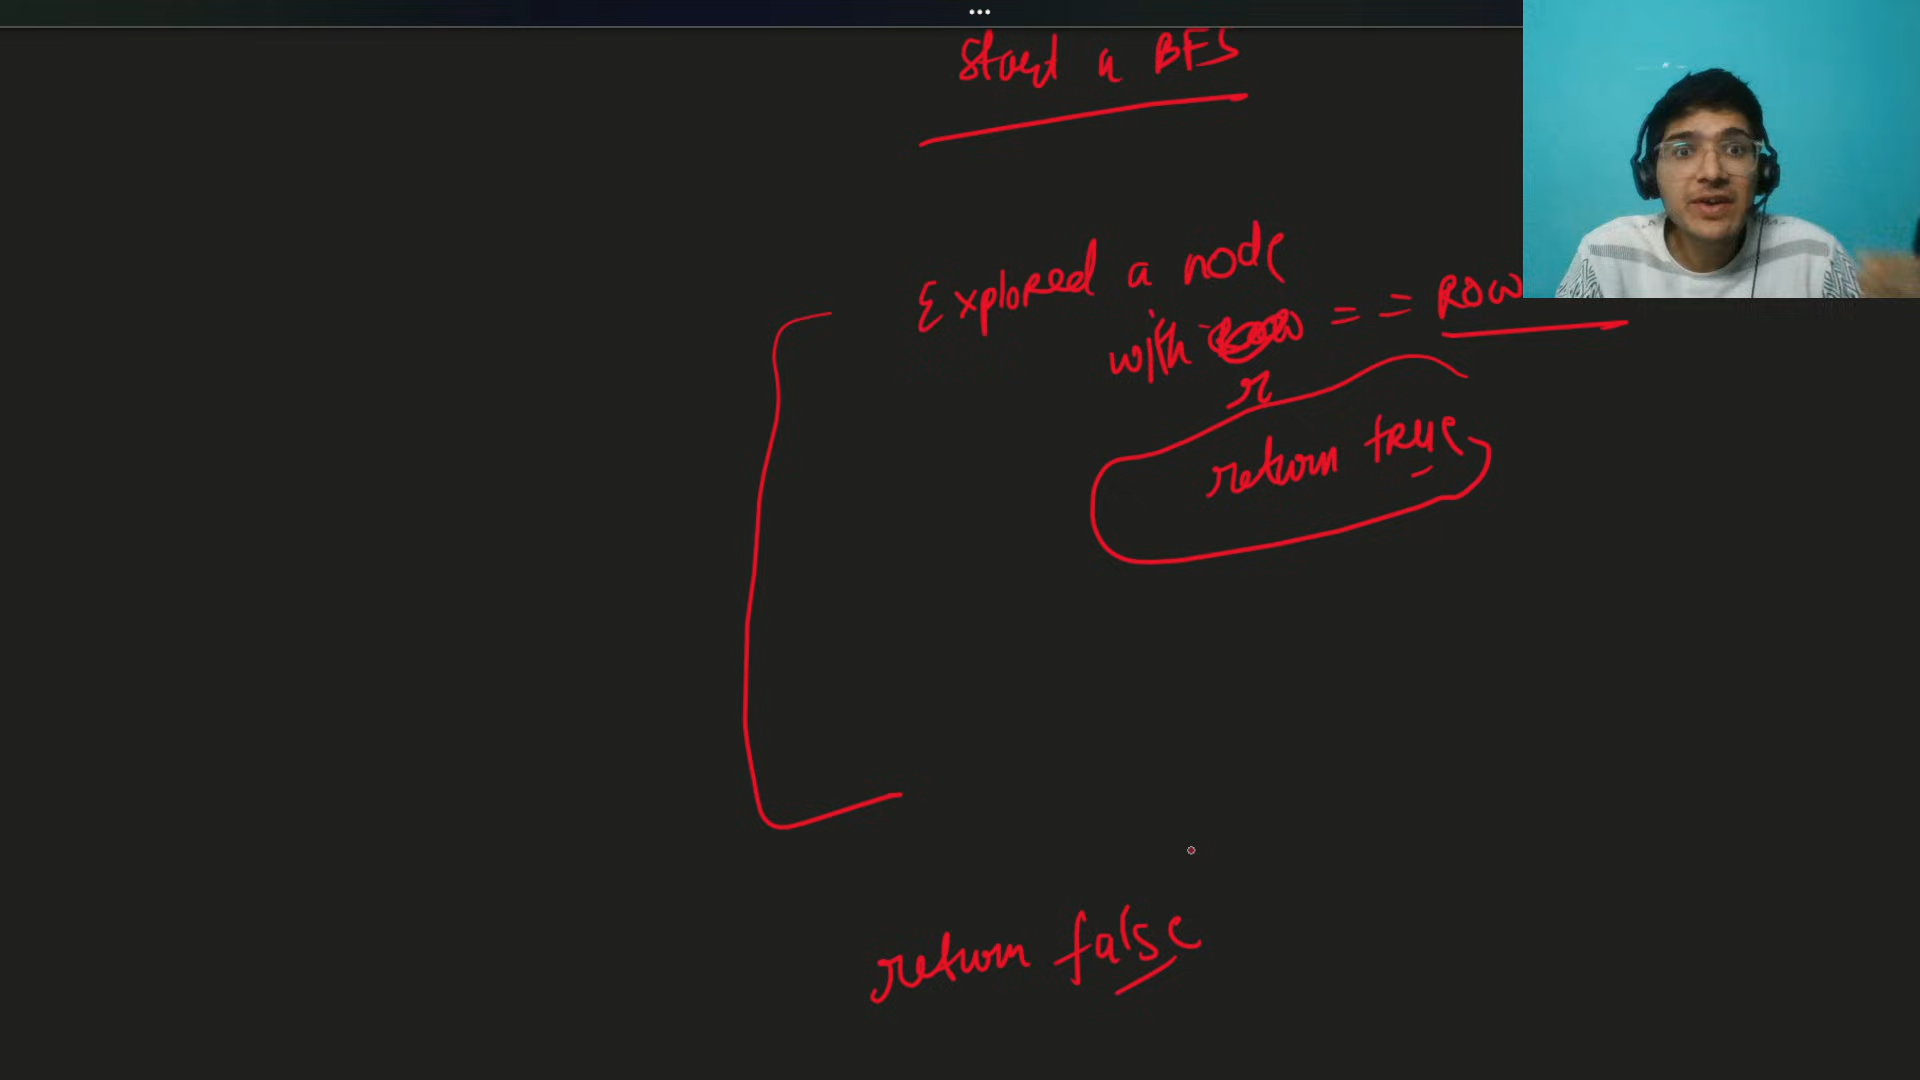 Start a BFS
Explored a node
with == ROW
r
return true
return false